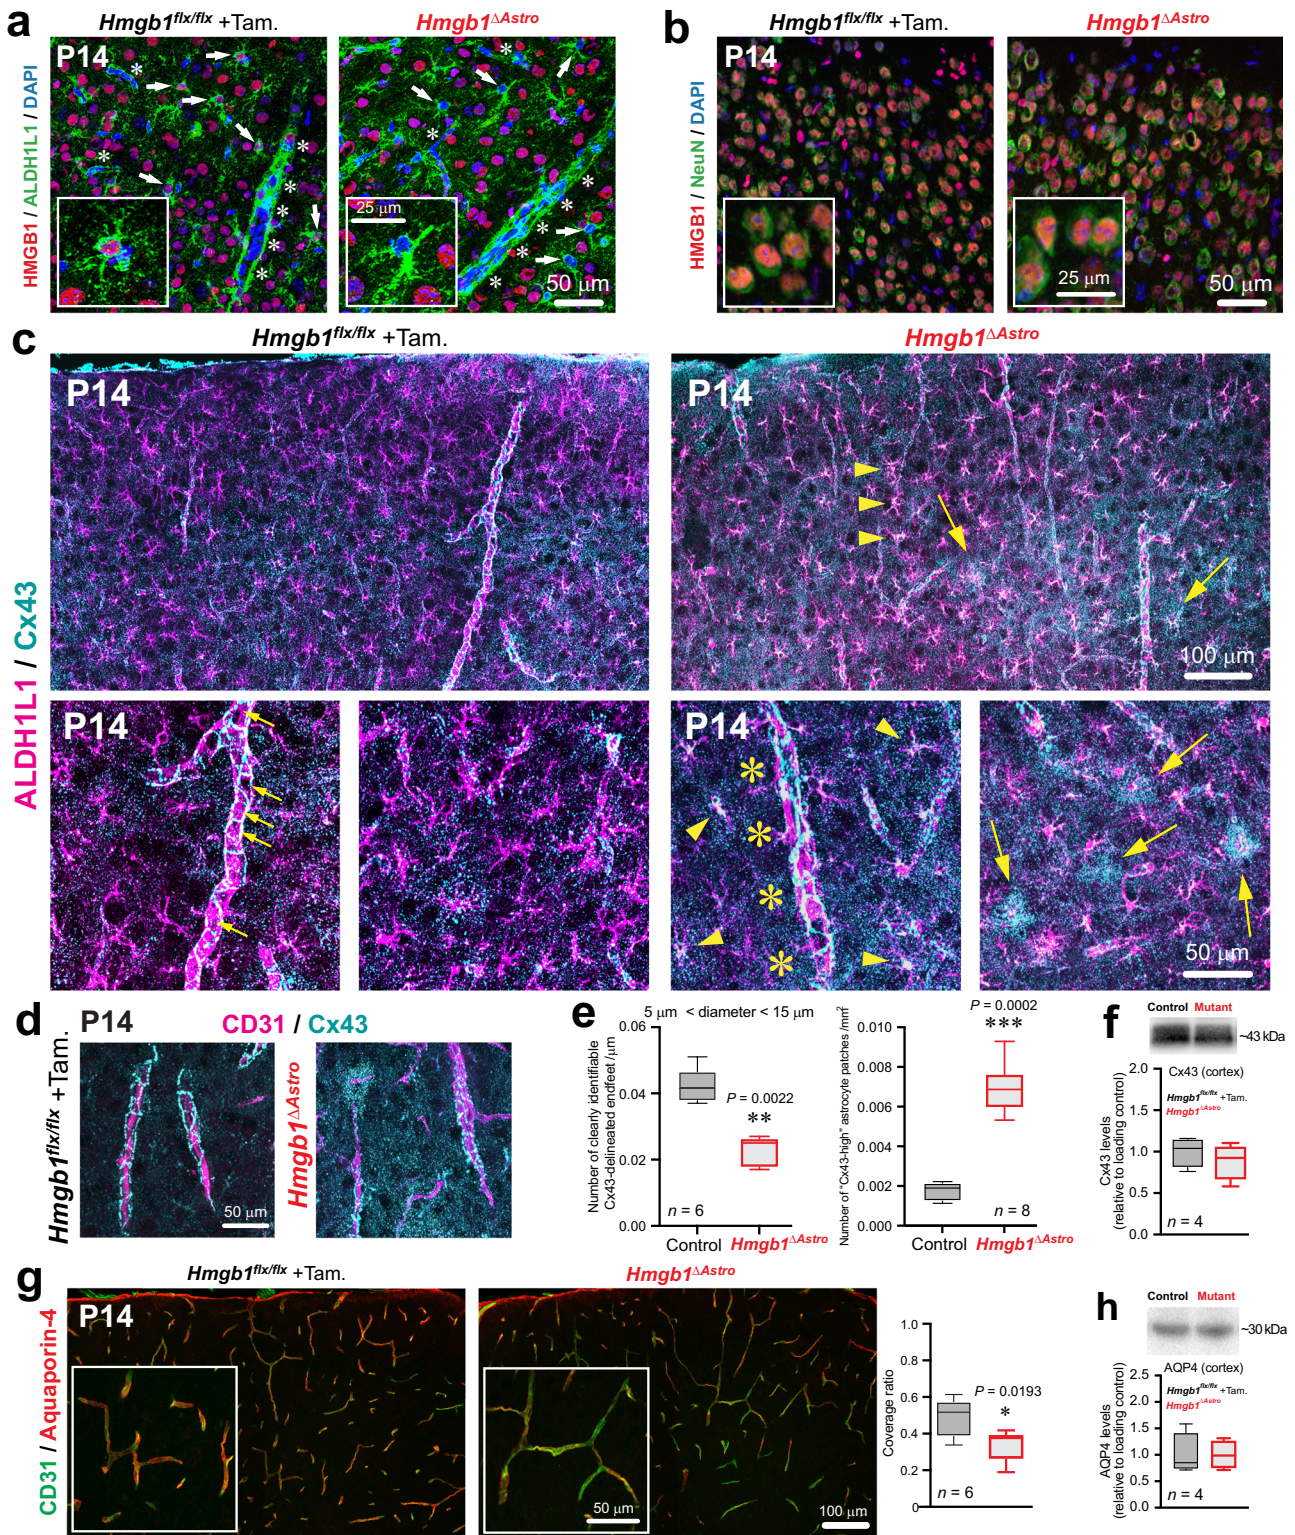 a
Hmgb1flx/flx +Tam.
Hmgb1ΔAstro
HMGB1 / ALDH1L1 / DAPI
P14
25 µm
50 µm
b
Hmgb1flx/flx +Tam.
Hmgb1ΔAstro
HMGB1 / NeuN / DAPI
P14
25 µm
50 µm
c
Hmgb1flx/flx +Tam.
Hmgb1ΔAstro
ALDH1L1 / Cx43
P14
P14
100 µm
P14
P14
50 µm
d
P14
CD31 / Cx43
Hmgb1flx/flx +Tam.
50 µm
Hmgb1ΔAstro
e
5 µm < diameter < 15 µm
Number of clearly identifiable
Cx43-delineated endfeet /µm
0.06
0.04
0.02
0.00
P = 0.0022
**
n = 6
Control
Hmgb1ΔAstro
Number of "Cx43-high" astrocyte patches /mm²
0.010
0.008
0.006
0.004
0.002
0.000
P = 0.0002
***
n = 8
Control
Hmgb1ΔAstro
f
Control Mutant
~43 kDa
Cx43 (cortex)
Hmgb1flx/flx +Tam.
Hmgb1ΔAstro
Cx43 levels
(relative to loading control)
2.0
1.5
1.0
0.5
0.0
n = 4
g
Hmgb1flx/flx +Tam.
Hmgb1ΔAstro
CD31 / Aquaporin-4
P14
50 µm
100 µm
Coverage ratio
1.0
0.8
0.6
0.4
0.2
0
P = 0.0193
*
n = 6
h
Control Mutant
~30 kDa
AQP4 (cortex)
Hmgb1flx/flx +Tam.
Hmgb1ΔAstro
AQP4 levels
(relative to loading control)
2.5
2.0
1.5
1.0
0.5
0.0
n = 4